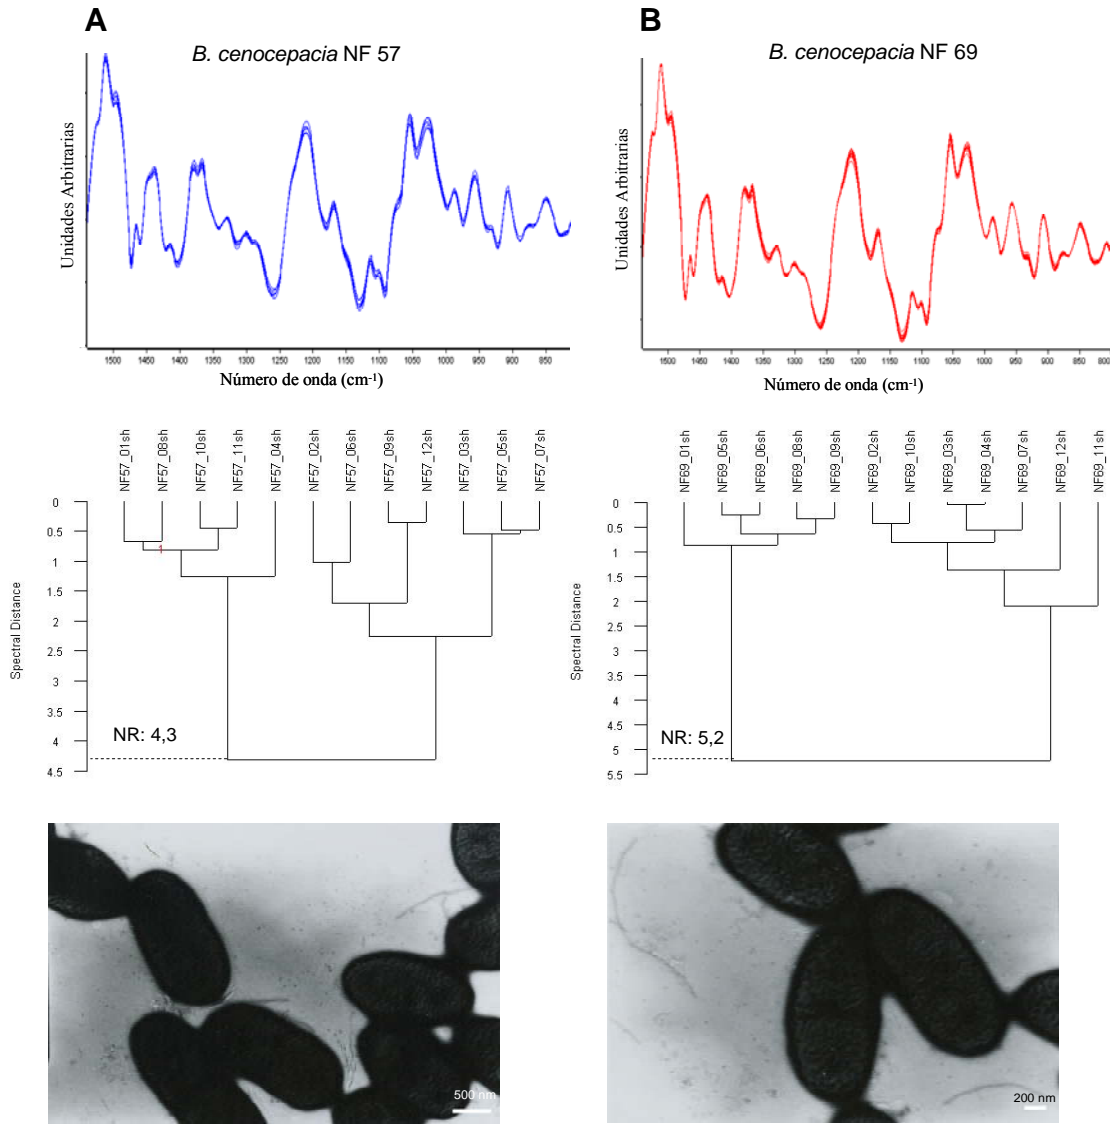 A
B. cenocepacia NF 57
Unidades Arbitrarias
1500 1450 1400 1350 1300 1250 1200 1150 1100 1050 1000 950 900 950
Número de onda (cm-1)
NF57_01sh
NF57_08sh
NF57_10sh
NF57_11sh
NF57_04sh
NF57_02sh
NF57_06sh
NF57_09sh
NF57_12sh
NF57_03sh
NF57_05sh
NF57_07sh
Spectral Distance
0
0.5
1
1.5
2
2.5
3
3.5
4
4.5
1
NR: 4,3
500 nm
B
B. cenocepacia NF 69
Unidades Arbitrarias
1500 1450 1400 1350 1300 1250 1200 1150 1100 1050 1000 950 900 850 800
Número de onda (cm-1)
NF69_01sh
NF69_05sh
NF69_06sh
NF69_08sh
NF69_09sh
NF69_02sh
NF69_10sh
NF69_03sh
NF69_04sh
NF69_07sh
NF69_12sh
NF69_11sh
Spectral Distance
0
0.5
1
1.5
2
2.5
3
3.5
4
4.5
5
5.5
NR: 5,2
200 nm